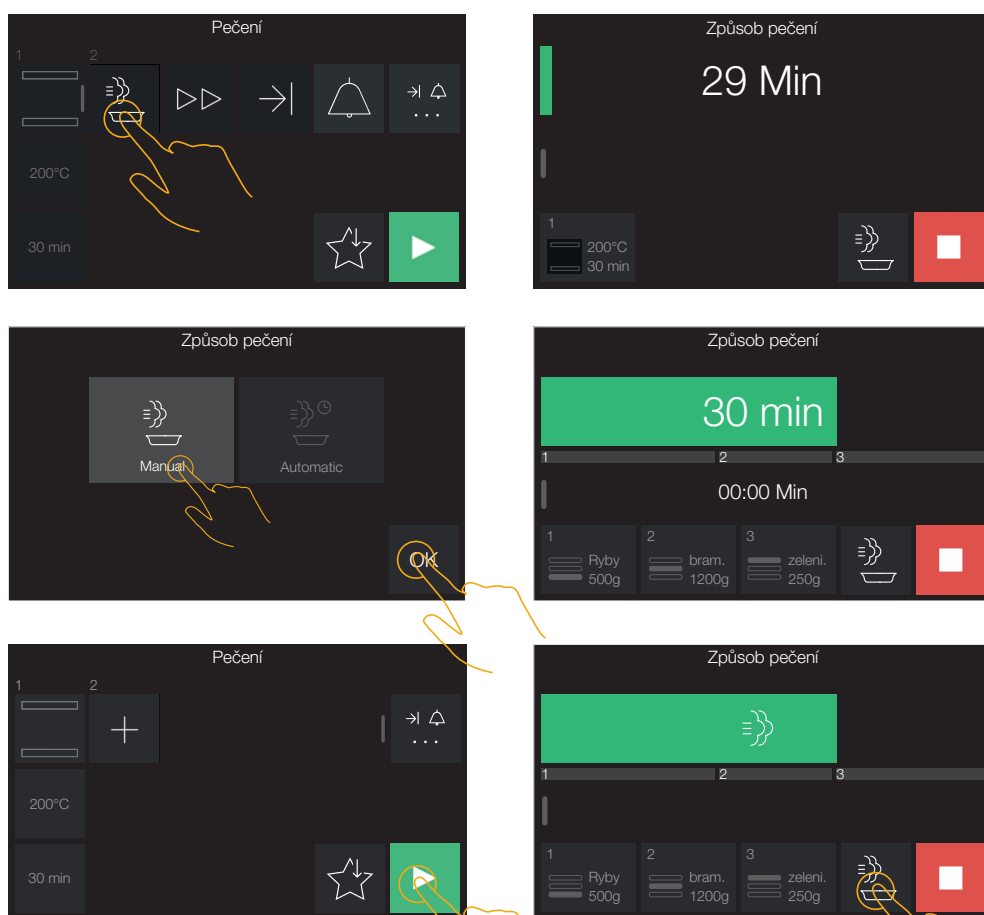 Pečení
1 2
200°C
30 min
Způsob pečení
29 Min
1
200°C
30 min
Způsob pečení
Manual
Automatic
OK
Způsob pečení
30 min
1 2 3
00:00 Min
1 2 3
Ryby bram. zeleni.
500g 1200g 250g
Pečení
1 2
200°C
30 min
Způsob pečení
1 2 3
1 2 3
Ryby bram. zeleni.
500g 1200g 250g